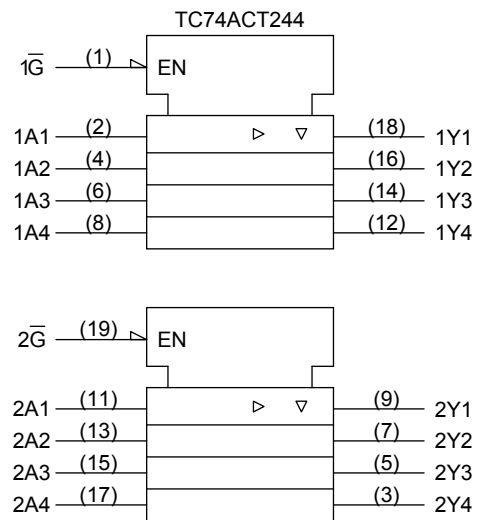 TC74ACT244
1G̅ (1) EN
1A1 (2) (18) 1Y1
1A2 (4) (16) 1Y2
1A3 (6) (14) 1Y3
1A4 (8) (12) 1Y4
2G̅ (19) EN
2A1 (11) (9) 2Y1
2A2 (13) (7) 2Y2
2A3 (15) (5) 2Y3
2A4 (17) (3) 2Y4